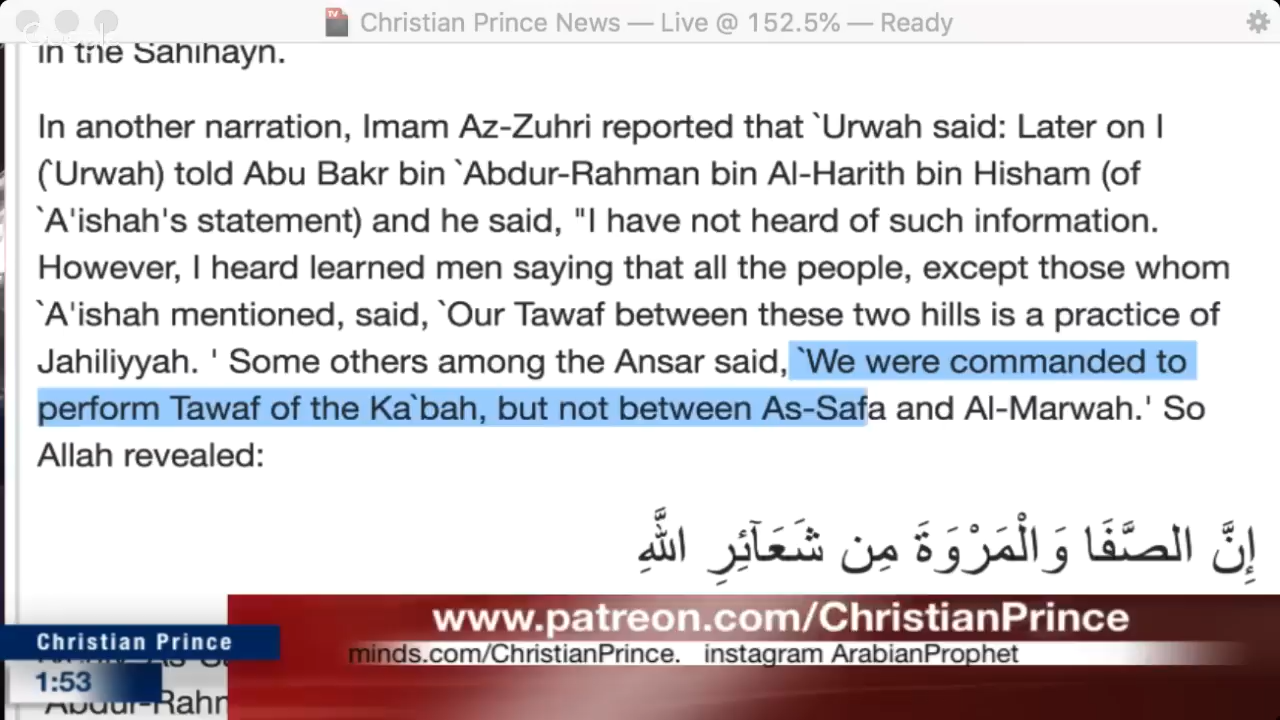 Christian Prince News — Live @ 152.5% — Ready
Google
in the Sahihayn.
In another narration, Imam Az-Zuhri reported that `Urwah said: Later on I
(`Urwah) told Abu Bakr bin `Abdur-Rahman bin Al-Harith bin Hisham (of
`A'ishah's statement) and he said, "I have not heard of such information.
However, I heard learned men saying that all the people, except those whom
`A'ishah mentioned, said, `Our Tawaf between these two hills is a practice of
Jahiliyyah. ' Some others among the Ansar said, `We were commanded to
perform Tawaf of the Ka`bah, but not between As-Safa and Al-Marwah.' So
Allah revealed:
إِنَّ الصَّفَا وَالْمَرْوَةَ مِن شَعَآئِرِ اللَّهِ
www.patreon.com/ChristianPrince
Christian Prince
minds.com/ChristianPrince. instagram ArabianProphet
1:53
`Abdur-Rahm